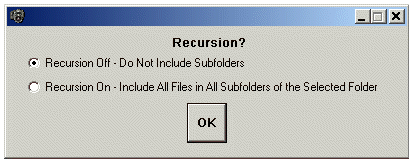 Recursion?
Recursion Off - Do Not Include Subfolders
Recursion On - Include All Files in All Subfolders of the Selected Folder
OK